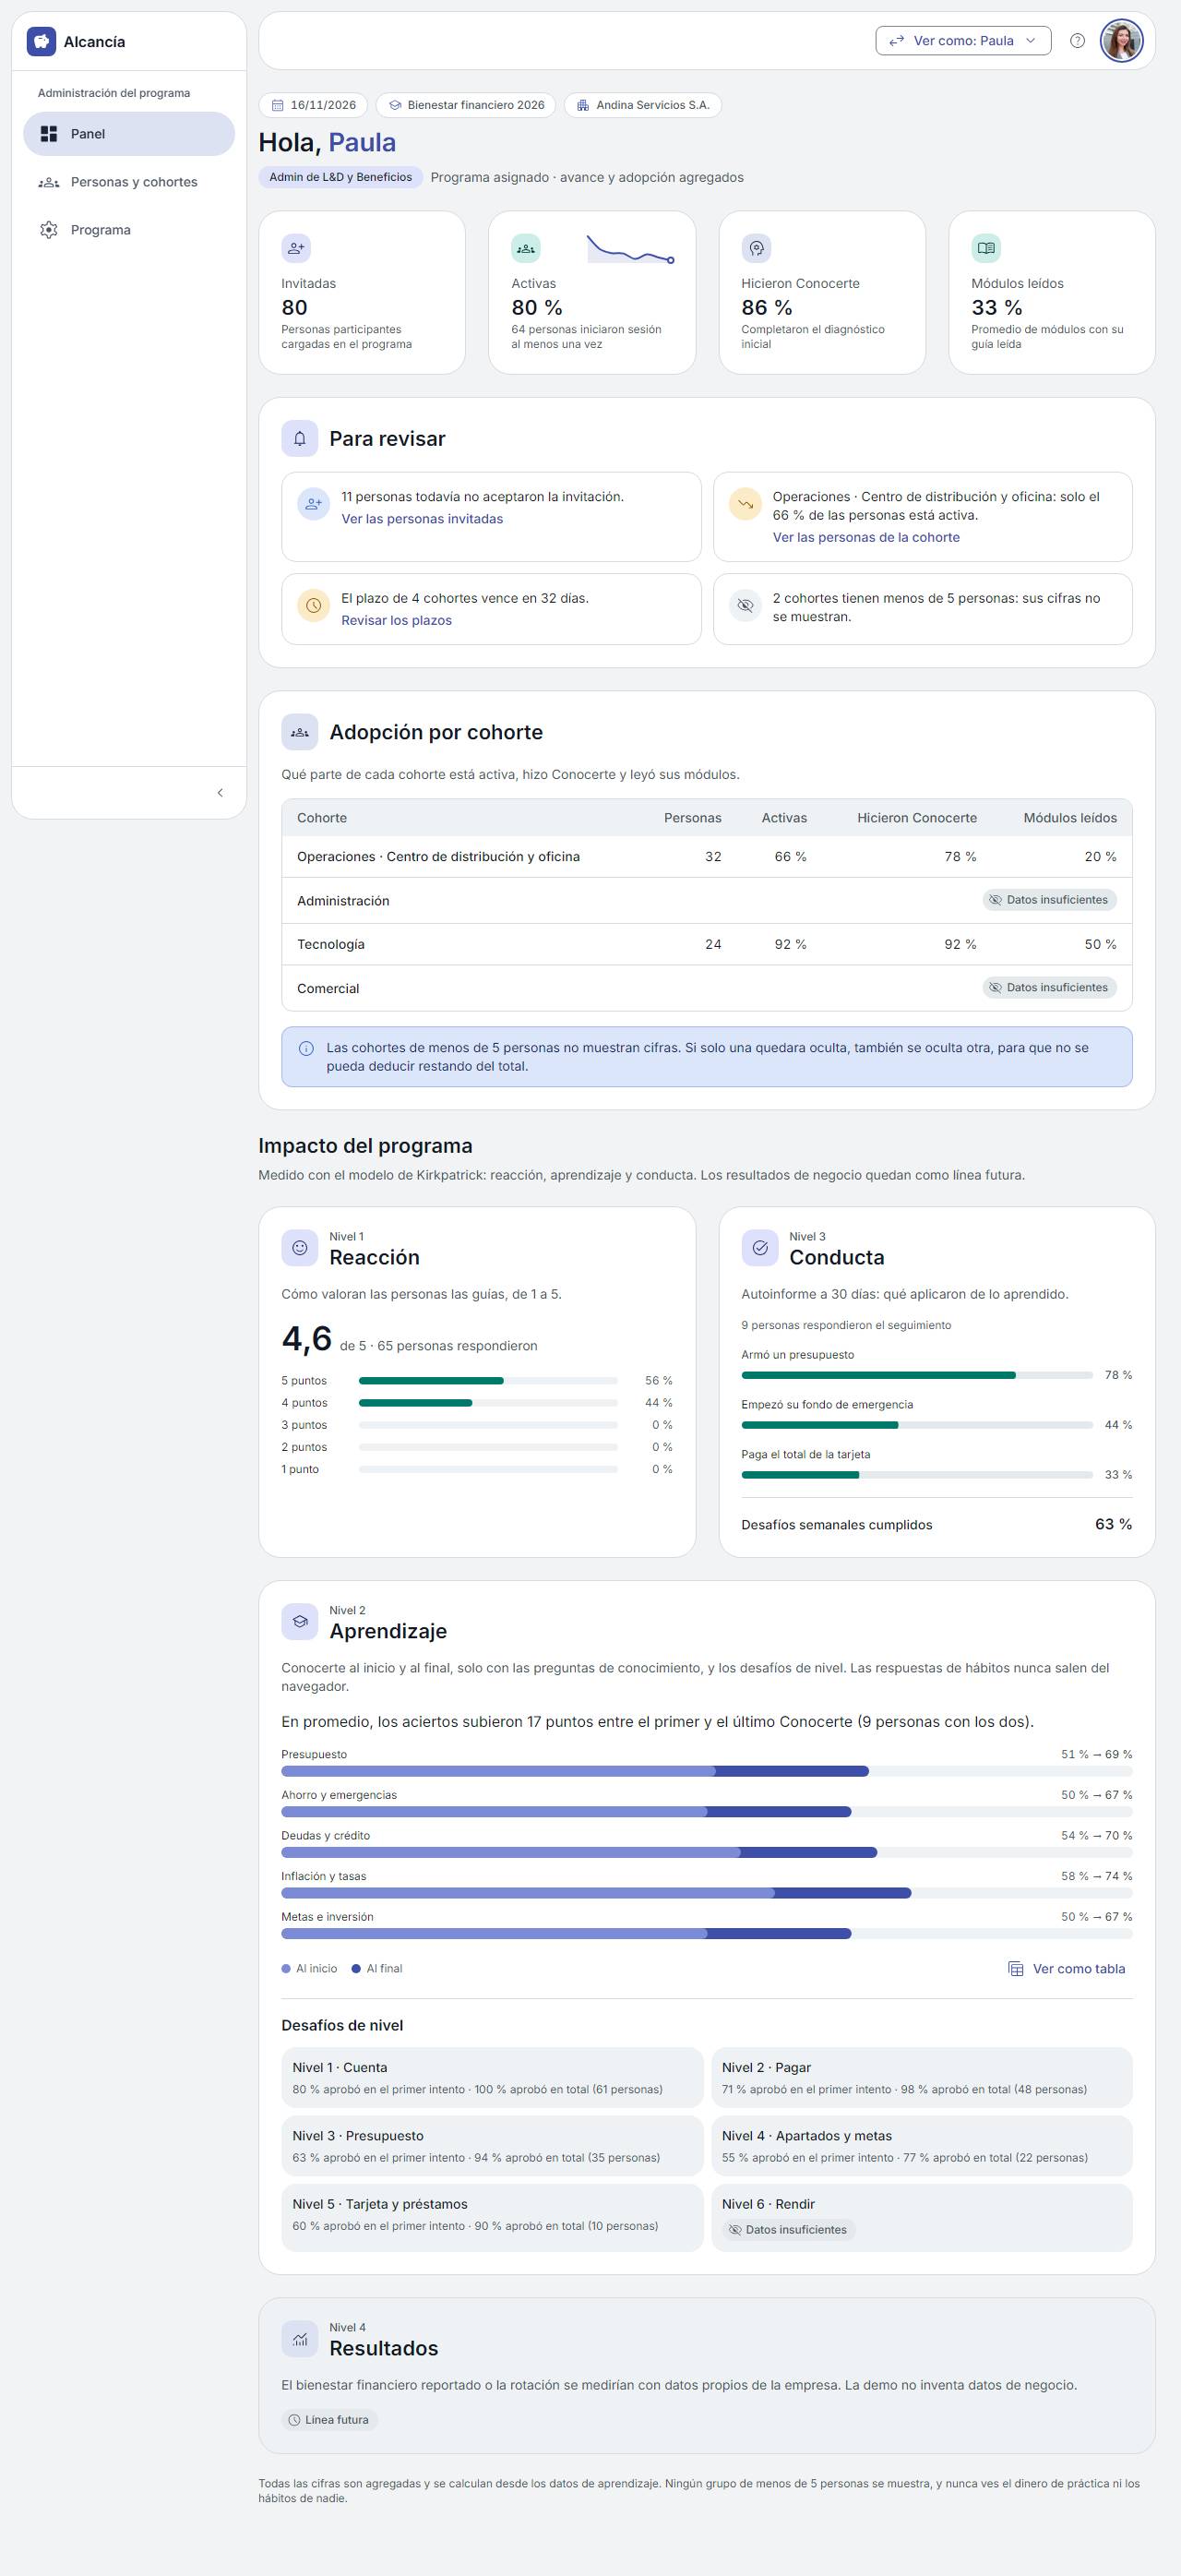 Alcancía
Ver como: Paula
Administración del programa
Panel
Personas y cohortes
Programa
16/11/2026
Bienestar financiero 2026
Andina Servicios S.A.
Hola, Paula
Admin de L&D y Beneficios
Programa asignado · avance y adopción agregados
Invitadas
80
Personas participantes
cargadas en el programa
Activas
80 %
64 personas iniciaron sesión
al menos una vez
Hicieron Conocerte
86 %
Completaron el diagnóstico
inicial
Módulos leídos
33 %
Promedio de módulos con su
guía leída
Para revisar
11 personas todavía no aceptaron la invitación.
Ver las personas invitadas
Operaciones · Centro de distribución y oficina: solo el
66 % de las personas está activa.
Ver las personas de la cohorte
El plazo de 4 cohortes vence en 32 días.
Revisar los plazos
2 cohortes tienen menos de 5 personas: sus cifras no
se muestran.
Adopción por cohorte
Qué parte de cada cohorte está activa, hizo Conocerte y leyó sus módulos.
Cohorte Personas Activas Hicieron Conocerte Módulos leídos
Operaciones · Centro de distribución y oficina 32 66 % 78 % 20 %
Administración Datos insuficientes
Tecnología 24 92 % 92 % 50 %
Comercial Datos insuficientes
Las cohortes de menos de 5 personas no muestran cifras. Si solo una quedara oculta, también se oculta otra, para que no se
pueda deducir restando del total.
Impacto del programa
Medido con el modelo de Kirkpatrick: reacción, aprendizaje y conducta. Los resultados de negocio quedan como línea futura.
Nivel 1
Reacción
Cómo valoran las personas las guías, de 1 a 5.
4,6 de 5 · 65 personas respondieron
5 puntos 56 %
4 puntos 44 %
3 puntos 0 %
2 puntos 0 %
1 punto 0 %
Nivel 3
Conducta
Autoinforme a 30 días: qué aplicaron de lo aprendido.
9 personas respondieron el seguimiento
Armó un presupuesto
78 %
Empezó su fondo de emergencia
44 %
Paga el total de la tarjeta
33 %
Desafíos semanales cumplidos 63 %
Nivel 2
Aprendizaje
Conocerte al inicio y al final, solo con las preguntas de conocimiento, y los desafíos de nivel. Las respuestas de hábitos nunca salen del
navegador.
En promedio, los aciertos subieron 17 puntos entre el primer y el último Conocerte (9 personas con los dos).
Presupuesto 51 % → 69 %
Ahorro y emergencias 50 % → 67 %
Deudas y crédito 54 % → 70 %
Inflación y tasas 58 % → 74 %
Metas e inversión 50 % → 67 %
Al inicio Al final Ver como tabla
Desafíos de nivel
Nivel 1 · Cuenta
80 % aprobó en el primer intento · 100 % aprobó en total (61 personas)
Nivel 2 · Pagar
71 % aprobó en el primer intento · 98 % aprobó en total (48 personas)
Nivel 3 · Presupuesto
63 % aprobó en el primer intento · 94 % aprobó en total (35 personas)
Nivel 4 · Apartados y metas
55 % aprobó en el primer intento · 77 % aprobó en total (22 personas)
Nivel 5 · Tarjeta y préstamos
60 % aprobó en el primer intento · 90 % aprobó en total (10 personas)
Nivel 6 · Rendir
Datos insuficientes
Nivel 4
Resultados
El bienestar financiero reportado o la rotación se medirían con datos propios de la empresa. La demo no inventa datos de negocio.
Línea futura
Todas las cifras son agregadas y se calculan desde los datos de aprendizaje. Ningún grupo de menos de 5 personas se muestra, y nunca ves el dinero de práctica ni los
hábitos de nadie.